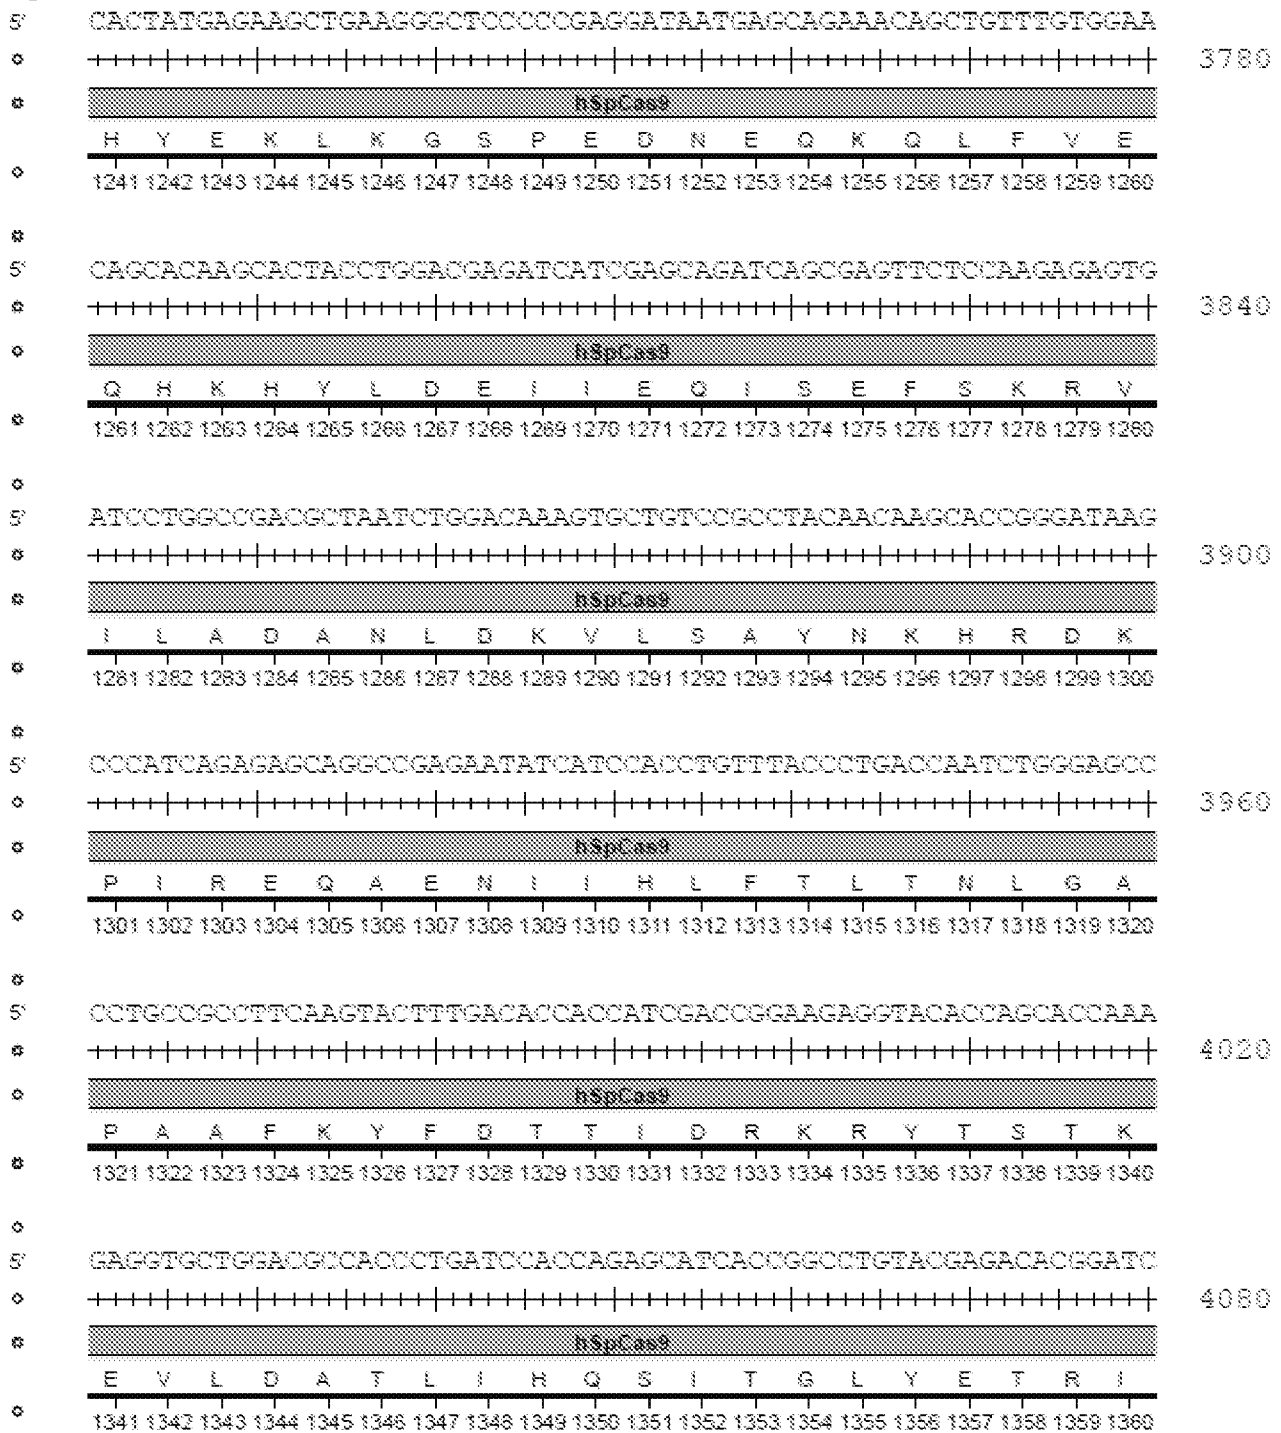 5' CACTATGAGAAGCTGAAGGGCTCCCCCGAGGATAATGAGCAGAAACAGCTGTTTGTGGAA
3780
hSpCas9
H Y E K L K G S P E D N E Q K Q L F V E
1241 1242 1243 1244 1245 1246 1247 1248 1249 1250 1251 1252 1253 1254 1255 1256 1257 1258 1259 1260
5' CAGCACAAGCACTACCTGGACGAGATCATCGAGCAGATCAGCGAGTTCTCCAAGAGAGTG
3840
hSpCas9
Q H K H Y L D E I I E Q I S E F S K R V
1261 1262 1263 1264 1265 1266 1267 1268 1269 1270 1271 1272 1273 1274 1275 1276 1277 1278 1279 1280
5' ATCCTGGCCGACGCTAATCTGGACAAAGTGCTGTCCGCCTACAACAAGCACCGGGATAAG
3900
hSpCas9
I L A D A N L D K V L S A Y N K H R D K
1281 1282 1283 1284 1285 1286 1287 1288 1289 1290 1291 1292 1293 1294 1295 1296 1297 1298 1299 1300
5' CCCATCAGAGAGCAGGCCGAGAATATCATCCACCTGTTTACCCTGACCAATCTGGGAGCC
3960
hSpCas9
P I R E Q A E N I I H L F T L T N L G A
1301 1302 1303 1304 1305 1306 1307 1308 1309 1310 1311 1312 1313 1314 1315 1316 1317 1318 1319 1320
5' CCTGCCGCCTTCAAGTACTTTGACACCACCATCGACCGGAAGAGGTACACCAGCACCAAA
4020
hSpCas9
P A A F K Y F D T T I D R K R Y T S T K
1321 1322 1323 1324 1325 1326 1327 1328 1329 1330 1331 1332 1333 1334 1335 1336 1337 1338 1339 1340
5' GAGGTGCTGGACGCCACCCTGATCCACCAGAGCATCACCGGCCTGTACGAGACACGGATC
4080
hSpCas9
E V L D A T L I H Q S I T G L Y E T R I
1341 1342 1343 1344 1345 1346 1347 1348 1349 1350 1351 1352 1353 1354 1355 1356 1357 1358 1359 1360